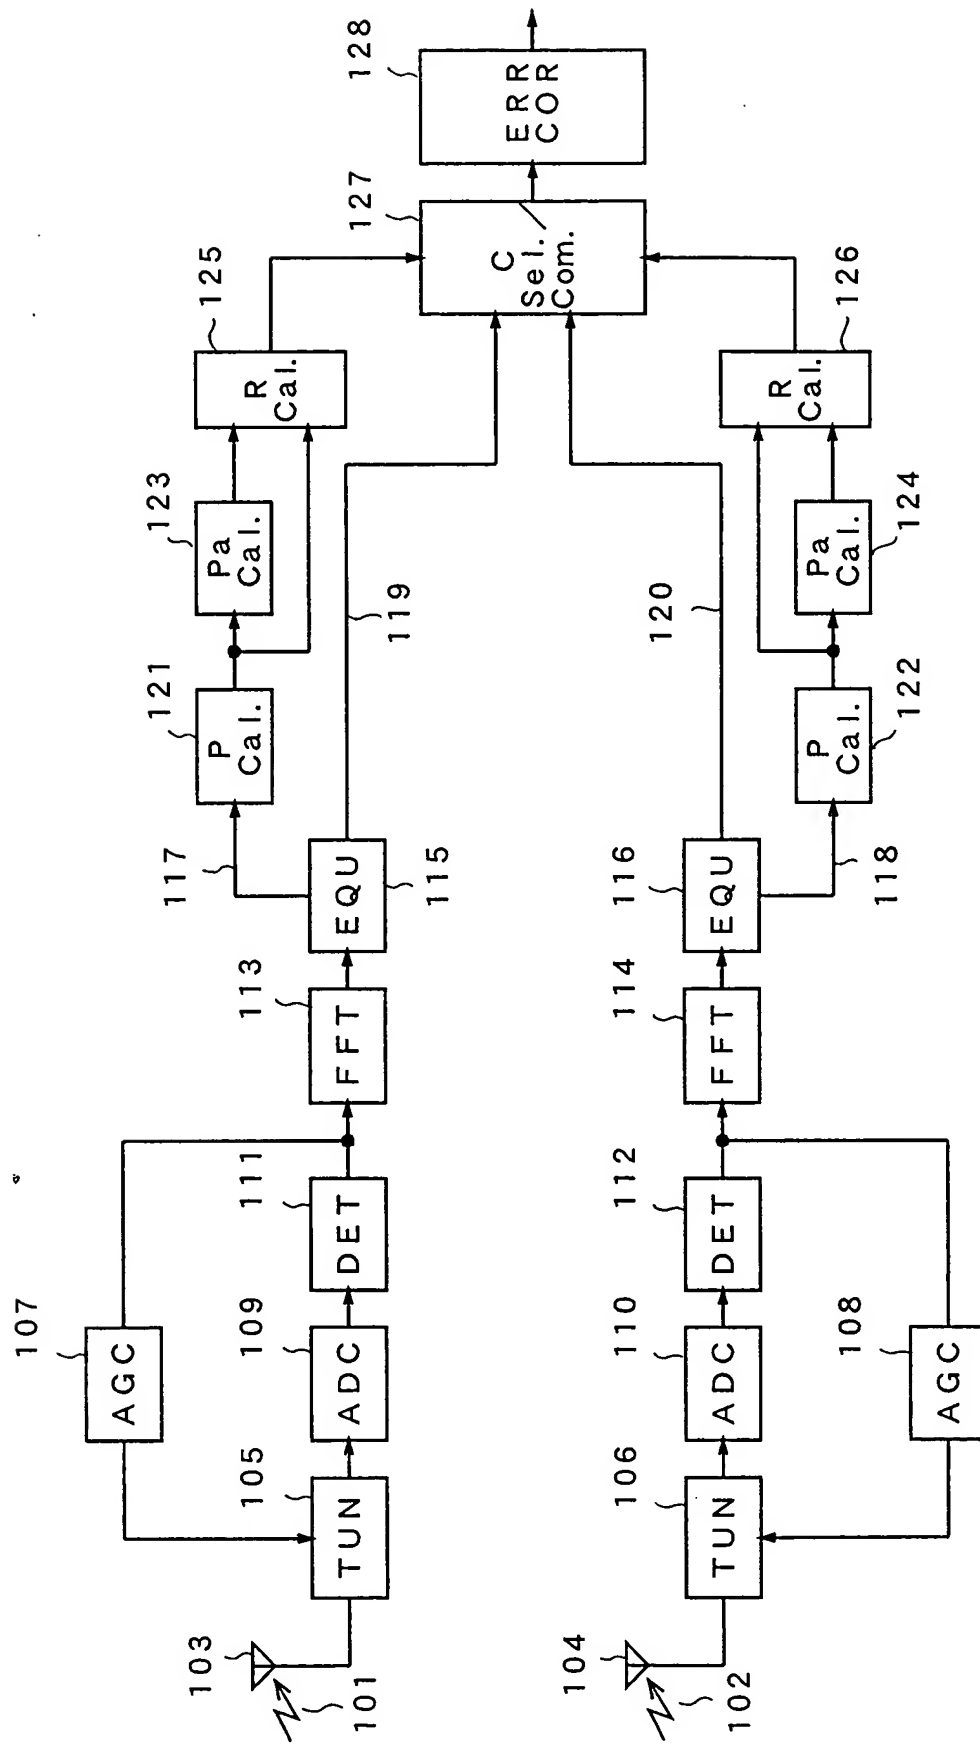 107
AGC
103
101
105
TUN
109
ADC
111
DET
113
FFT
115
EQU
117
121
P
Cal.
123
Pa
Cal.
125
R
Cal.
119
127
C
Sel.
Com.
128
ERR
COR
104
102
106
TUN
110
ADC
112
DET
108
AGC
114
FFT
116
EQU
118
120
122
P
Cal.
124
Pa
Cal.
126
R
Cal.